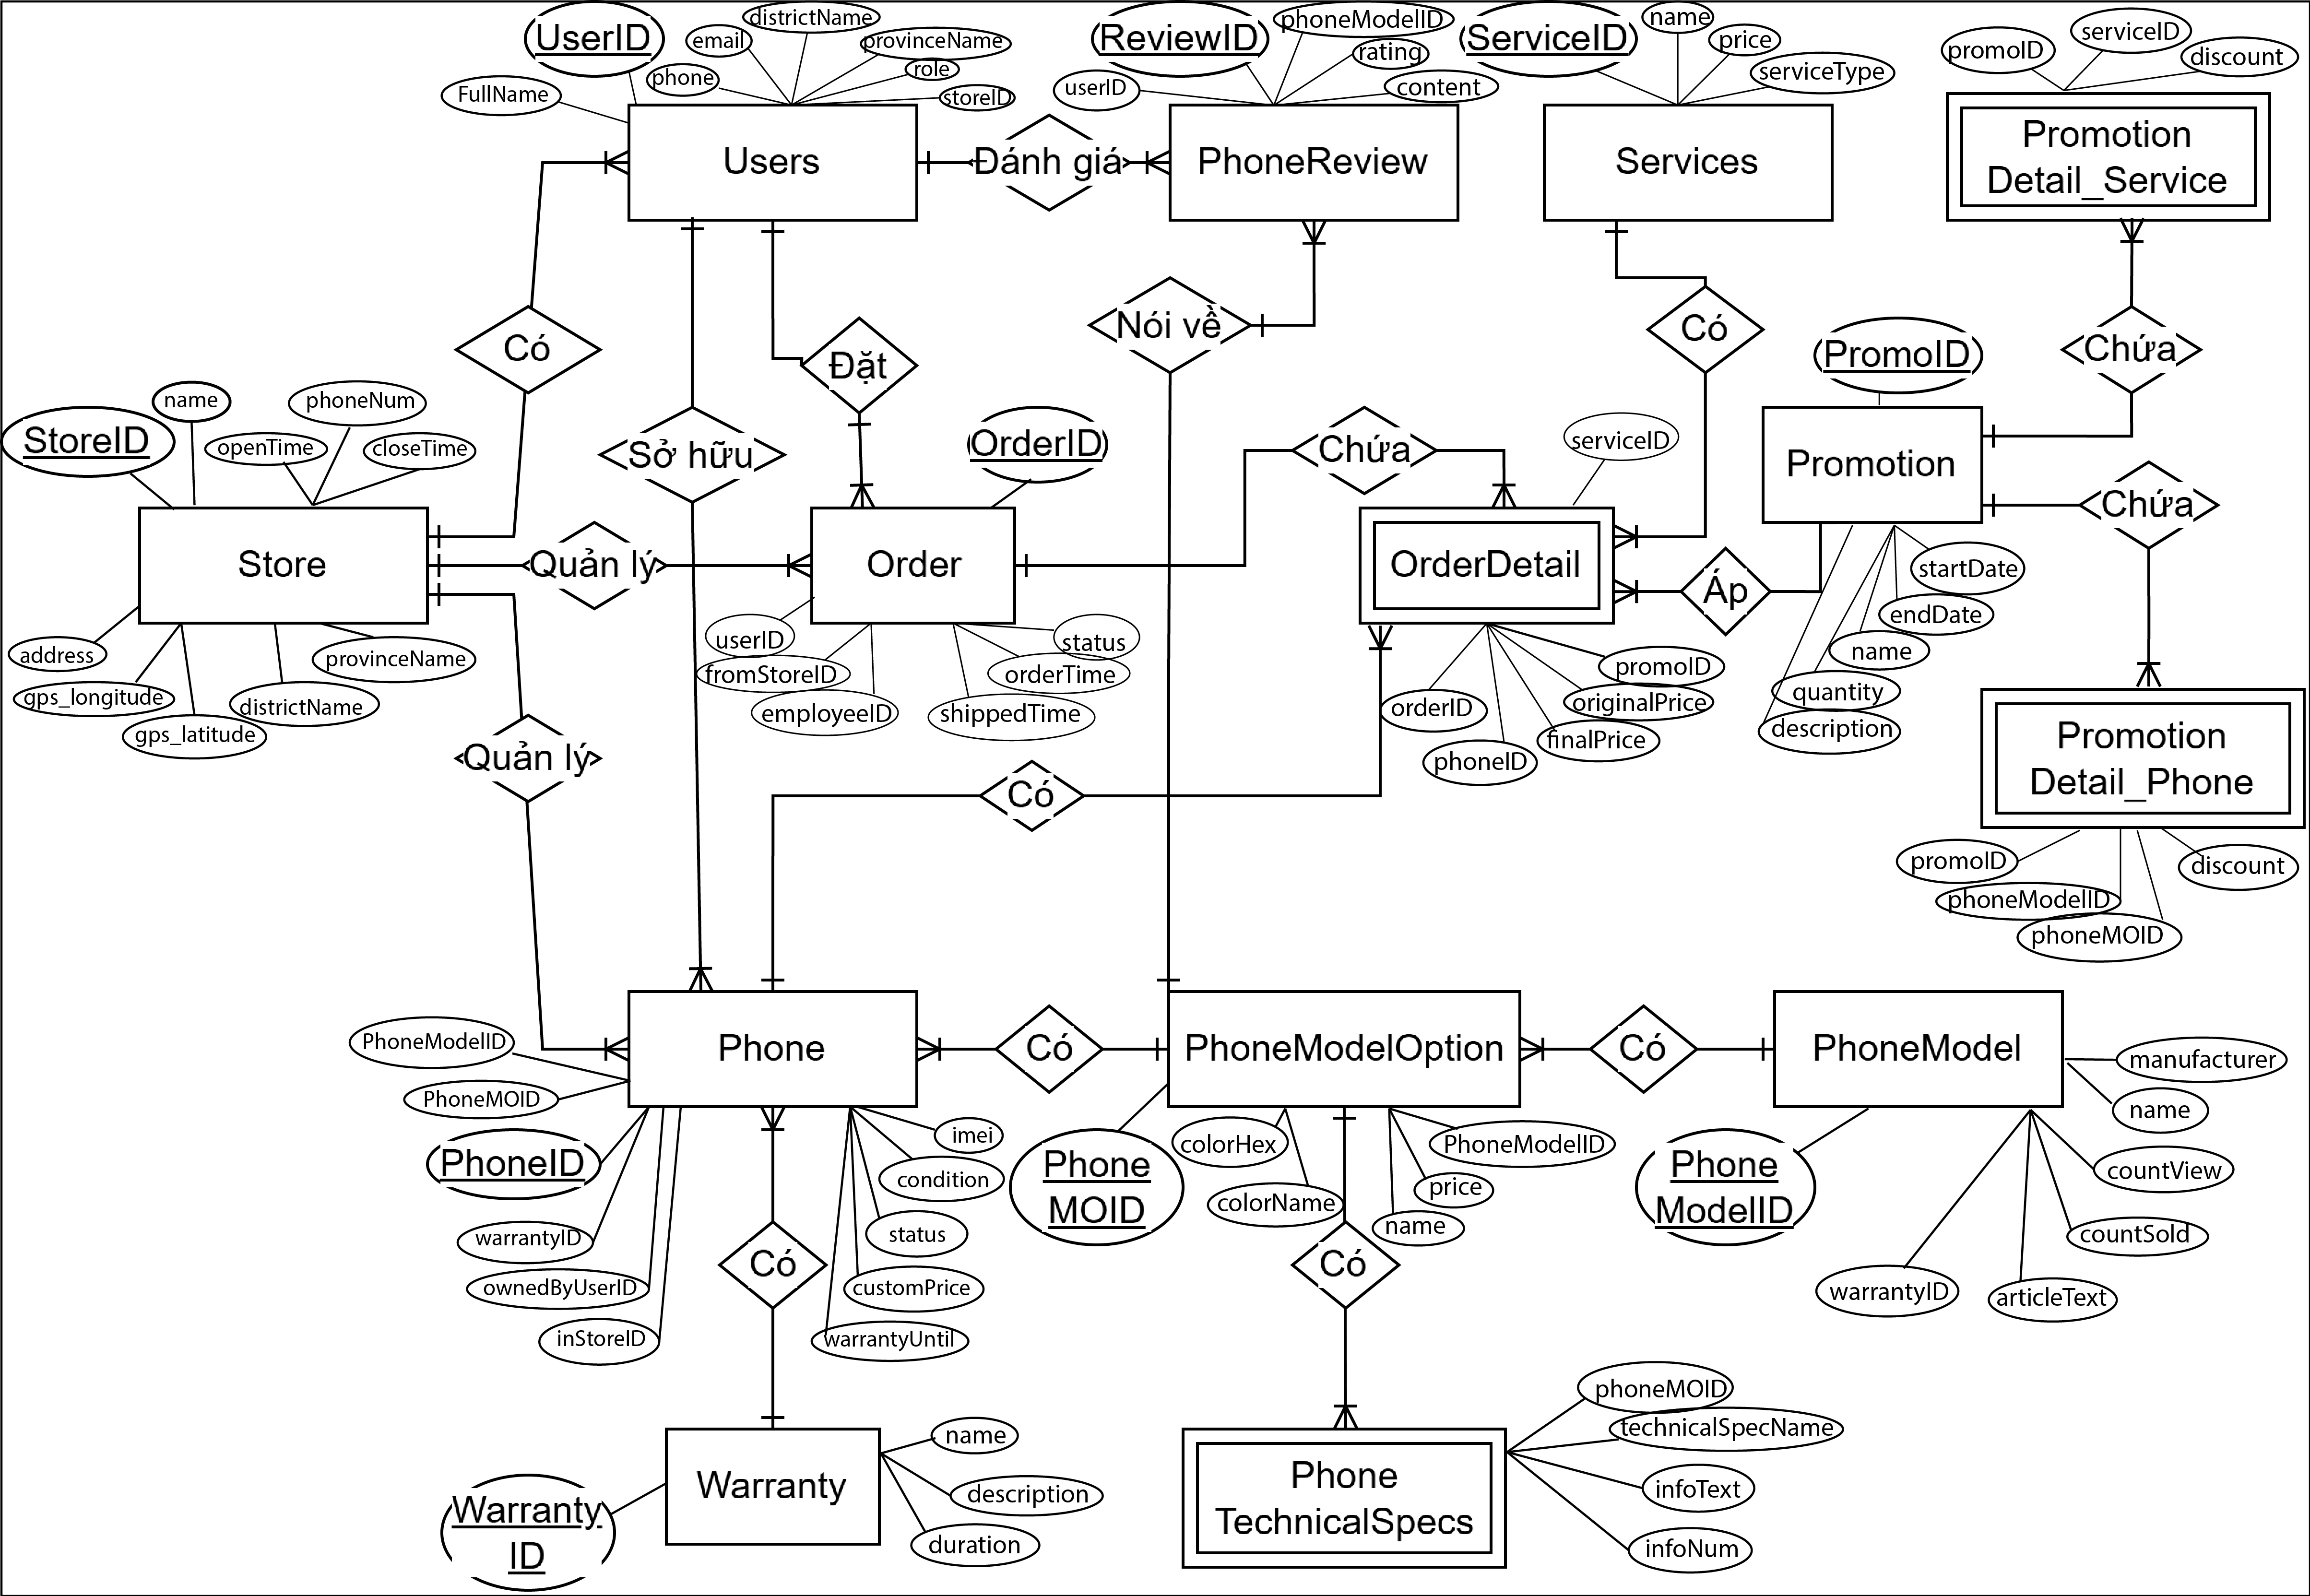 UserID
districtName
email
provinceName
phone
role
FullName
storeID
ReviewID
phoneModelID
rating
userID
content
ServiceID
name
price
serviceType
promoID
serviceID
discount
Users
Đánh giá
PhoneReview
Services
Promotion
Detail_Service
Có
Đặt
Nói về
Có
PromoID
Chứa
StoreID
name
phoneNum
openTime
closeTime
Sở hữu
OrderID
Chứa
serviceID
Promotion
Chứa
Store
Quản lý
Order
OrderDetail
Áp
startDate
endDate
name
quantity
description
address
gps_longitude
gps_latitude
districtName
provinceName
userID
fromStoreID
employeeID
status
orderTime
shippedTime
promoID
originalPrice
orderID
finalPrice
phoneID
Quản lý
Có
Promotion
Detail_Phone
promoID
phoneModelID
phoneMOID
discount
Phone
Có
PhoneModelOption
Có
PhoneModel
PhoneModelID
PhoneMOID
PhoneID
warrantyID
ownedByUserID
inStoreID
imei
condition
status
customPrice
warrantyUntil
Có
Phone
MOID
colorHex
colorName
PhoneModelID
price
name
Có
Phone
ModelID
manufacturer
name
countView
countSold
warrantyID
articleText
Warranty
Warranty
ID
name
description
duration
Phone
TechnicalSpecs
phoneMOID
technicalSpecName
infoText
infoNum